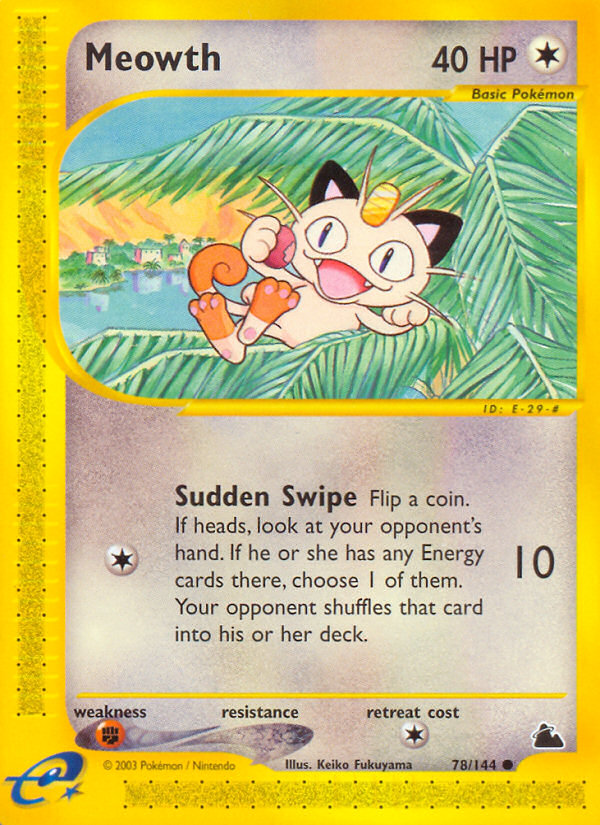 Meowth 40 HP
Basic Pokémon
ID: E-29-#
Sudden Swipe Flip a coin.
If heads, look at your opponent's
hand. If he or she has any Energy
cards there, choose 1 of them.
Your opponent shuffles that card
into his or her deck.
10
weakness resistance retreat cost
© 2003 Pokémon / Nintendo Illus. Keiko Fukuyama 78/144
e